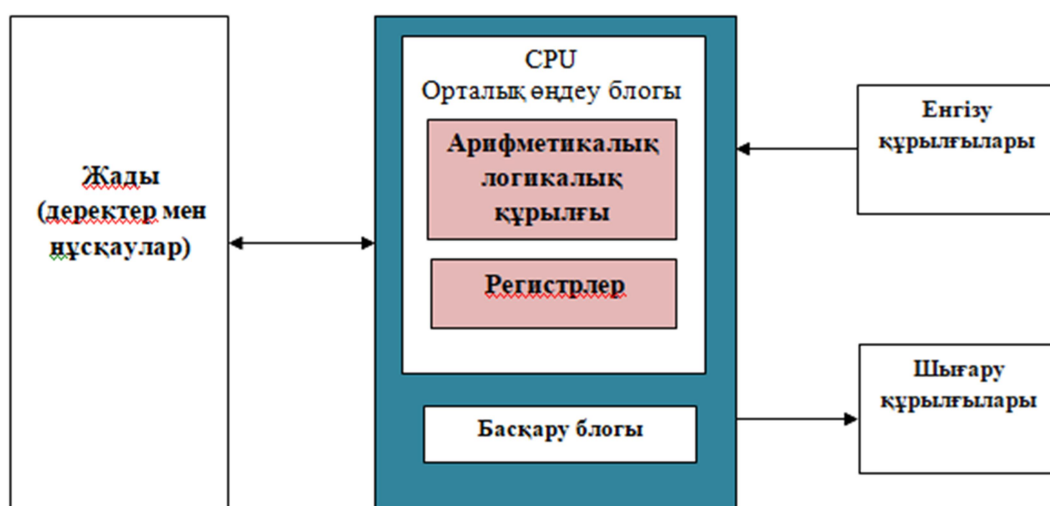 Жады
(деректер мен
нұсқаулар)
CPU
Орталық өңдеу блогы
Арифметикалық
логикалық
құрылғы
Регистрлер
Басқару блогы
Енгізу
құрылғылары
Шығару
құрылғылары